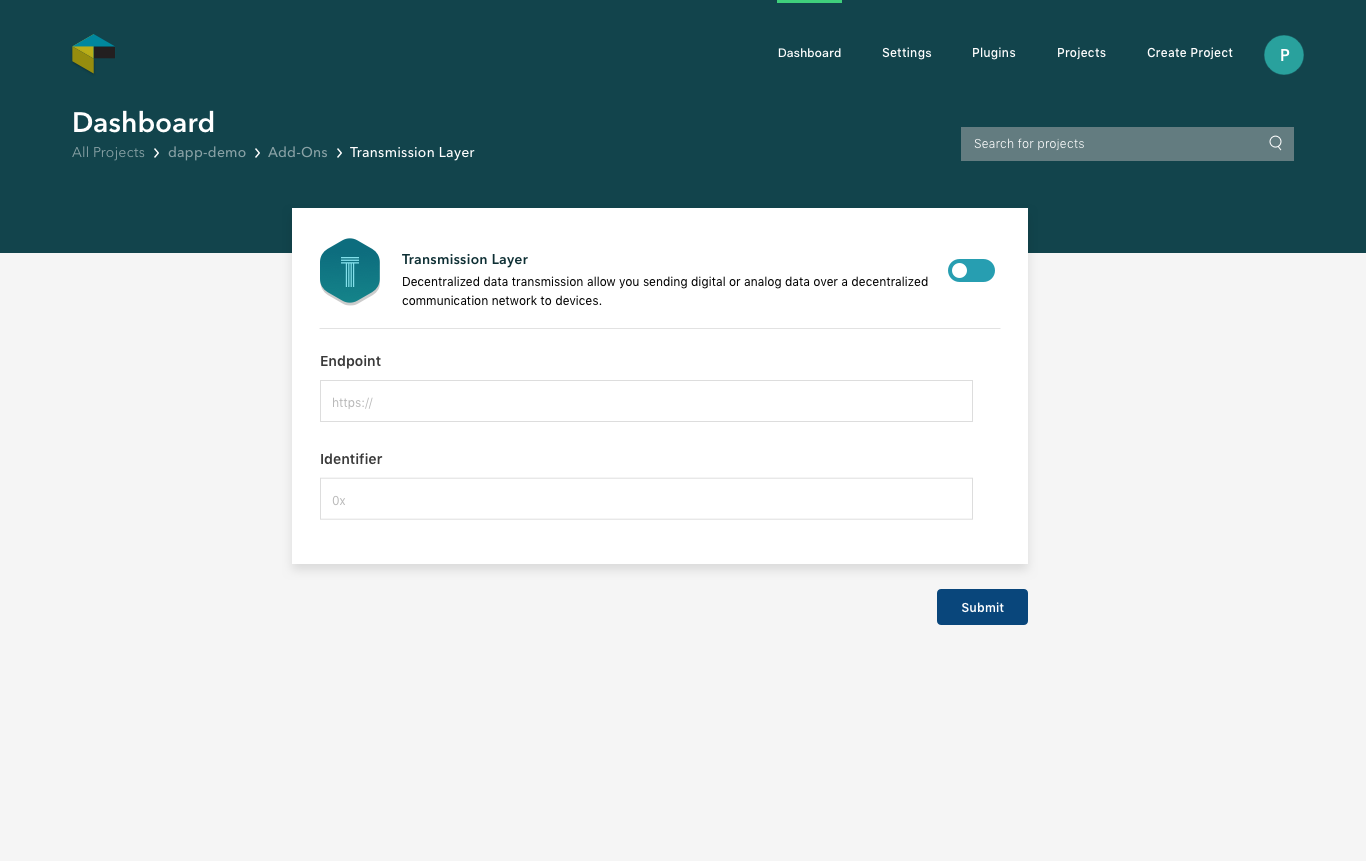 Dashboard Settings Plugins Projects Create Project P
Dashboard
All Projects dapp-demo Add-Ons Transmission Layer
Search for projects
Transmission Layer
Decentralized data transmission allow you sending digital or analog data over a decentralized
communication network to devices.
Endpoint
https://
Identifier
0x
Submit